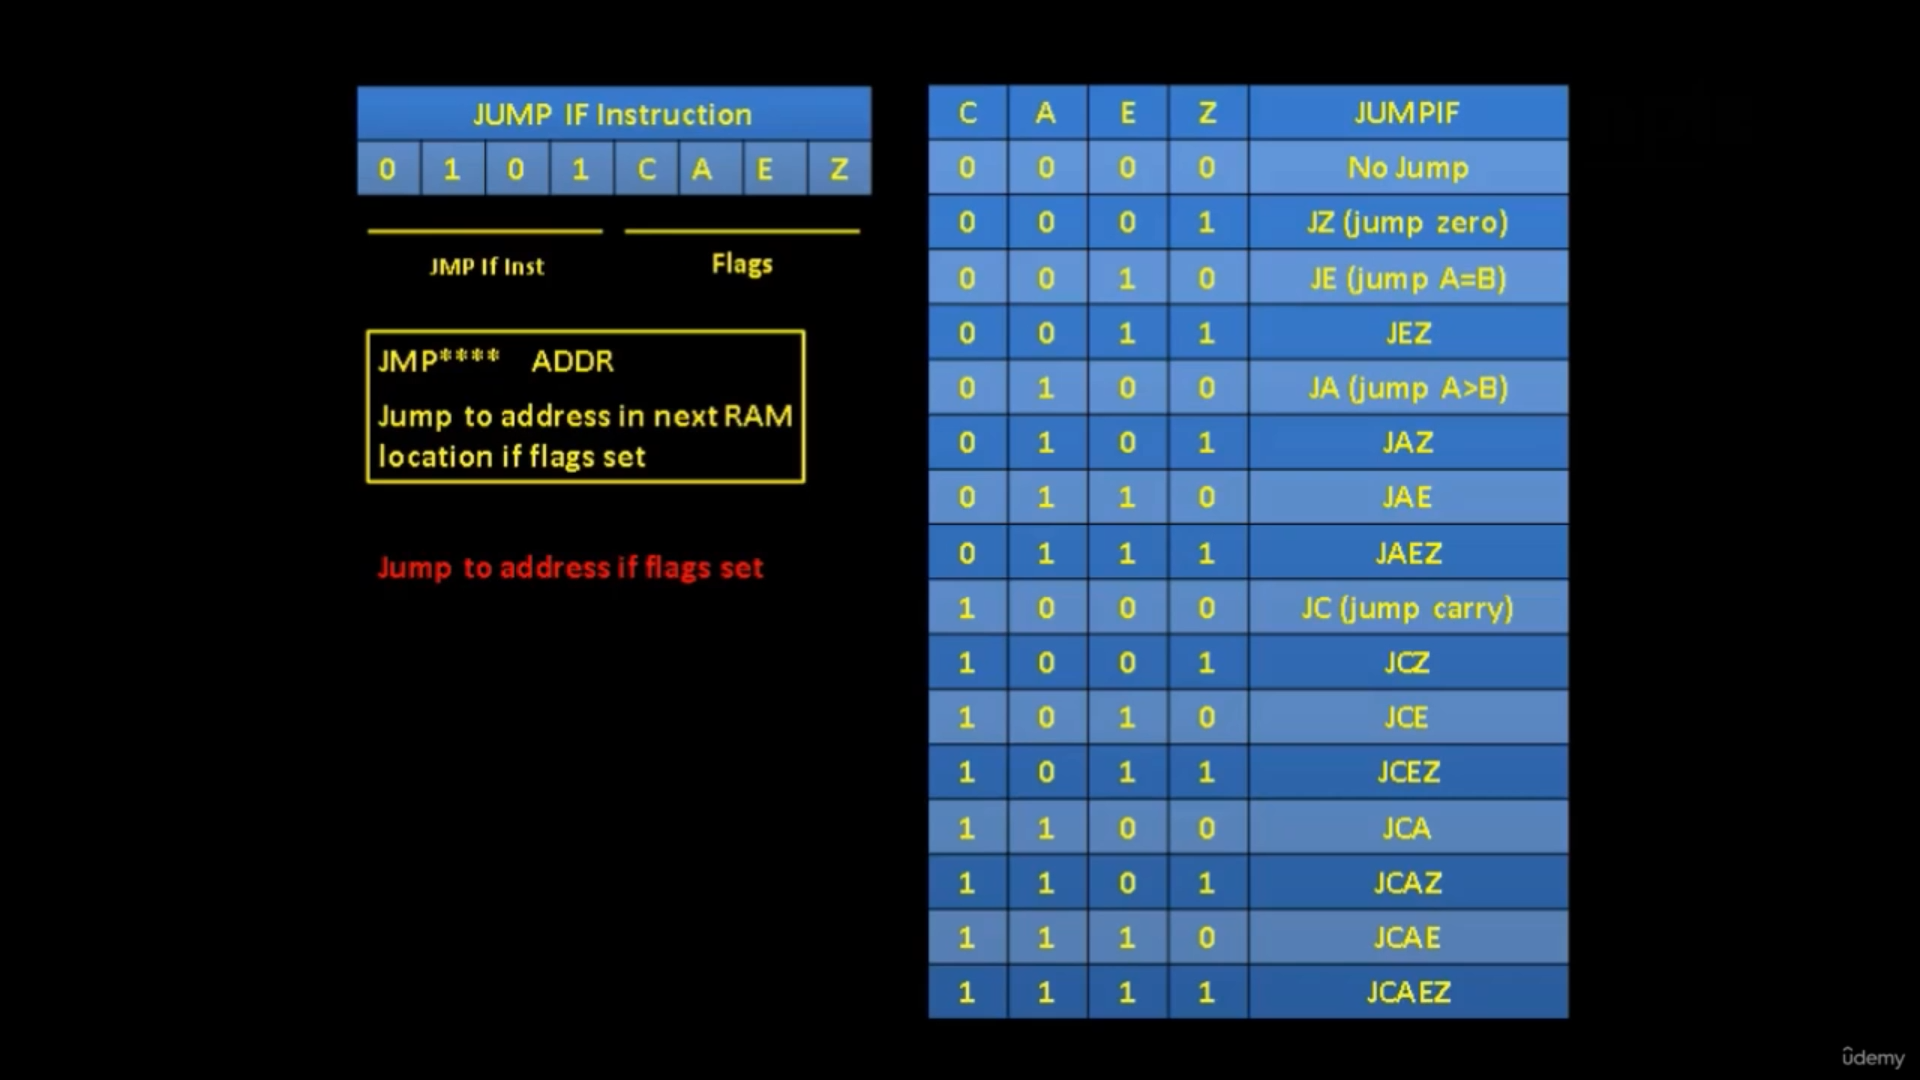 JUMP IF Instruction
0 1 0 1 C A E Z
JMP If Inst Flags
JMP**** ADDR
Jump to address in next RAM
location if flags set
Jump to address if flags set
C A E Z JUMPIF
0 0 0 0 No Jump
0 0 0 1 JZ (jump zero)
0 0 1 0 JE (jump A=B)
0 0 1 1 JEZ
0 1 0 0 JA (jump A>B)
0 1 0 1 JAZ
0 1 1 0 JAE
0 1 1 1 JAEZ
1 0 0 0 JC (jump carry)
1 0 0 1 JCZ
1 0 1 0 JCE
1 0 1 1 JCEZ
1 1 0 0 JCA
1 1 0 1 JCAZ
1 1 1 0 JCAE
1 1 1 1 JCAEZ
ûdemy